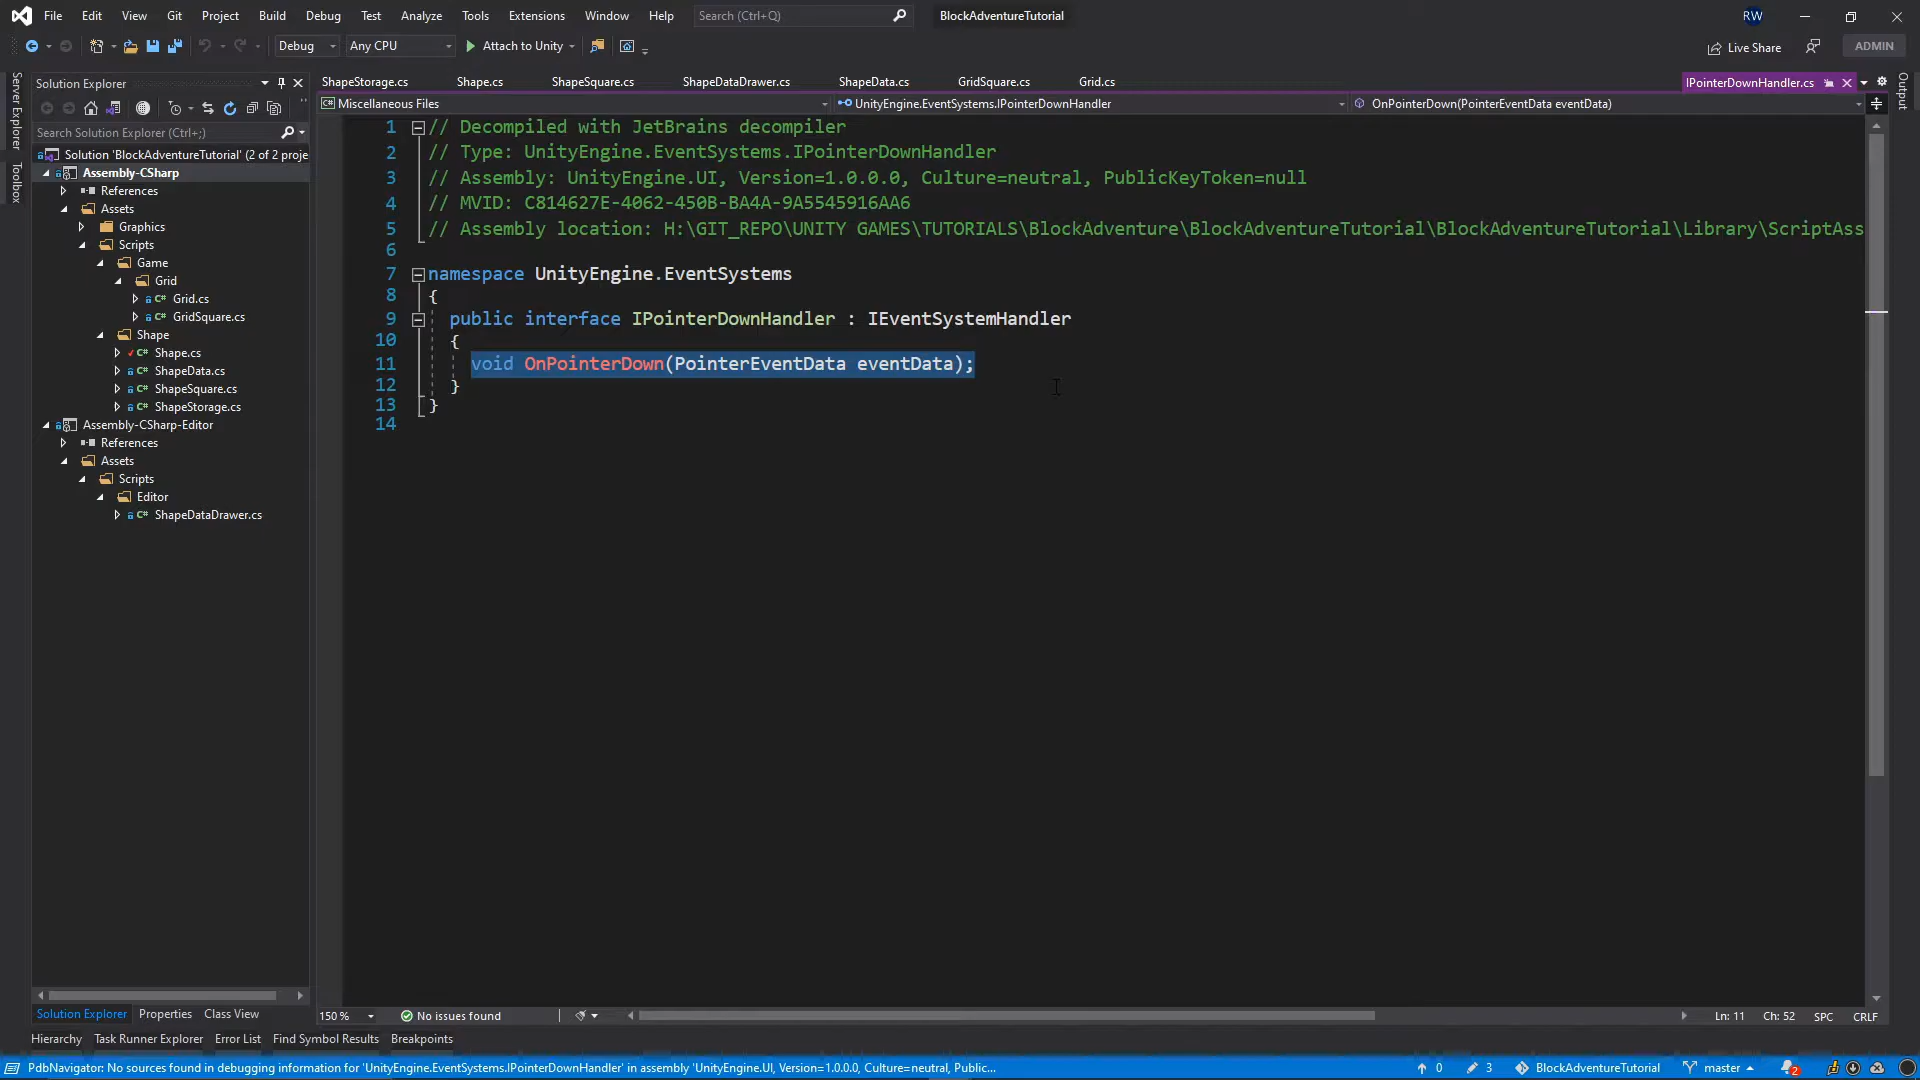 File Edit View Git Project Build Debug Test Analyze Tools Extensions Window Help Search (Ctrl+Q) BlockAdventureTutorial RW
Debug Any CPU Attach to Unity Live Share ADMIN
Server Explorer
Toolbox
Solution Explorer
Search Solution Explorer (Ctrl+;)
Solution 'BlockAdventureTutorial' (2 of 2 proje
Assembly-CSharp
References
Assets
Graphics
Scripts
Game
Grid
C# Grid.cs
C# GridSquare.cs
Shape
C# Shape.cs
C# ShapeData.cs
C# ShapeSquare.cs
C# ShapeStorage.cs
Assembly-CSharp-Editor
References
Assets
Scripts
Editor
C# ShapeDataDrawer.cs
Solution Explorer Properties Class View
ShapeStorage.cs Shape.cs ShapeSquare.cs ShapeDataDrawer.cs ShapeData.cs GridSquare.cs Grid.cs IPointerDownHandler.cs
C# Miscellaneous Files UnityEngine.EventSystems.IPointerDownHandler OnPointerDown(PointerEventData eventData)
1 // Decompiled with JetBrains decompiler
2 // Type: UnityEngine.EventSystems.IPointerDownHandler
3 // Assembly: UnityEngine.UI, Version=1.0.0.0, Culture=neutral, PublicKeyToken=null
4 // MVID: C814627E-4062-450B-BA4A-9A5545916AA6
5 // Assembly location: H:\GIT_REPO\UNITY GAMES\TUTORIALS\BlockAdventure\BlockAdventureTutorial\BlockAdventureTutorial\Library\ScriptAss
6
7 namespace UnityEngine.EventSystems
8 {
9 public interface IPointerDownHandler : IEventSystemHandler
10 {
11 void OnPointerDown(PointerEventData eventData);
12 }
13 }
14
Output
150 % No issues found Ln: 11 Ch: 52 SPC CRLF
Hierarchy Task Runner Explorer Error List Find Symbol Results Breakpoints
PdbNavigator: No sources found in debugging information for 'UnityEngine.EventSystems.IPointerDownHandler' in assembly 'UnityEngine.UI, Version=1.0.0.0, Culture=neutral, Public... 0 3 BlockAdventureTutorial master 2